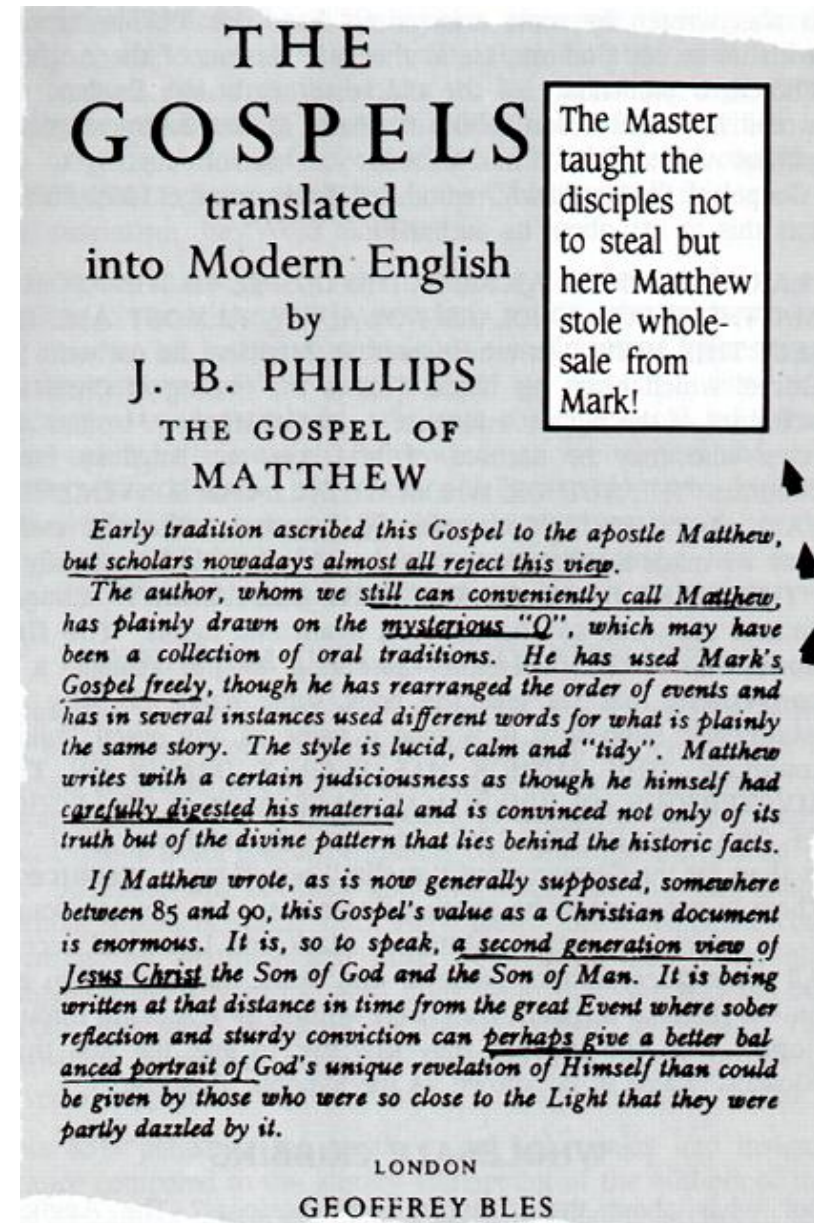 THE
GOSPELS
translated
into Modern English
by
J. B. PHILLIPS
THE GOSPEL OF
MATTHEW
The Master
taught the
disciples not
to steal but
here Matthew
stole whole-
sale from
Mark!
Early tradition ascribed this Gospel to the apostle Matthew,
but scholars nowadays almost all reject this view.
The author, whom we still can conveniently call Matthew,
has plainly drawn on the mysterious "Q", which may have
been a collection of oral traditions. He has used Mark's
Gospel freely, though he has rearranged the order of events and
has in several instances used different words for what is plainly
the same story. The style is lucid, calm and "tidy". Matthew
writes with a certain judiciousness as though he himself had
carefully digested his material and is convinced not only of its
truth but of the divine pattern that lies behind the historic facts.
If Matthew wrote, as is now generally supposed, somewhere
between 85 and 90, this Gospel's value as a Christian document
is enormous. It is, so to speak, a second generation view of
Jesus Christ the Son of God and the Son of Man. It is being
written at that distance in time from the great Event where sober
reflection and sturdy conviction can perhaps give a better bal
anced portrait of God's unique revelation of Himself than could
be given by those who were so close to the Light that they were
partly dazzled by it.
LONDON
GEOFFREY BLES